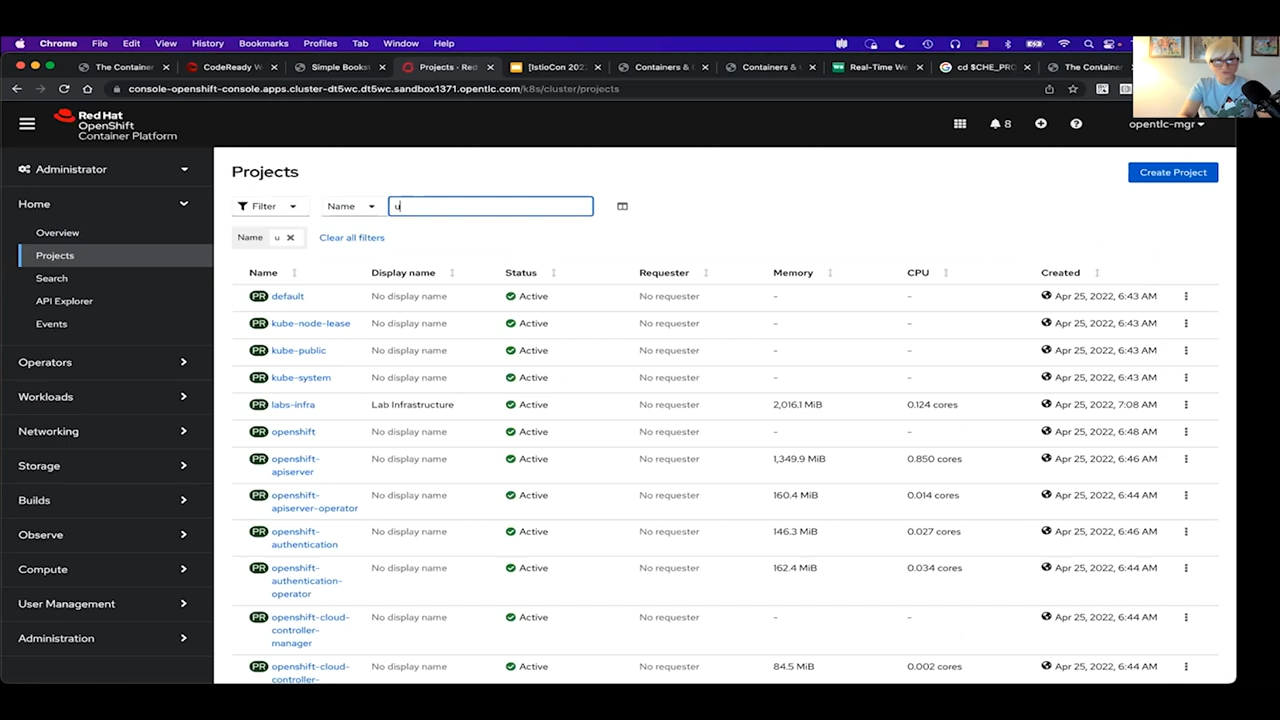 Chrome File Edit View History Bookmarks Profiles Tab Window Help
The Container CodeReady W Simple Books Projects - Red [IstioCon 202 Containers & Containers & Real-Time We cd $CHE_PRO The Container
console-openshift-console.apps.cluster-dt5wc.dt5wc.sandbox1371.opentlc.com/k8s/cluster/projects
Red Hat
OpenShift
Container Platform
8
opentlc-mgr
Administrator
Home
Overview
Projects
Search
API Explorer
Events
Operators
Workloads
Networking
Storage
Builds
Observe
Compute
User Management
Administration
Projects
Create Project
Filter Name u
Name u Clear all filters
Name Display name Status Requester Memory CPU Created
PR default No display name Active No requester - - Apr 25, 2022, 6:43 AM
PR kube-node-lease No display name Active No requester - - Apr 25, 2022, 6:43 AM
PR kube-public No display name Active No requester - - Apr 25, 2022, 6:43 AM
PR kube-system No display name Active No requester - - Apr 25, 2022, 6:43 AM
PR labs-infra Lab Infrastructure Active No requester 2,016.1 MiB 0.124 cores Apr 25, 2022, 7:08 AM
PR openshift No display name Active No requester - - Apr 25, 2022, 6:48 AM
PR openshift- No display name Active No requester 1,349.9 MiB 0.850 cores Apr 25, 2022, 6:46 AM
apiserver
PR openshift- No display name Active No requester 160.4 MiB 0.014 cores Apr 25, 2022, 6:44 AM
apiserver-operator
PR openshift- No display name Active No requester 146.3 MiB 0.027 cores Apr 25, 2022, 6:46 AM
authentication
PR openshift- No display name Active No requester 162.4 MiB 0.034 cores Apr 25, 2022, 6:44 AM
authentication-
operator
PR openshift-cloud- No display name Active No requester - - Apr 25, 2022, 6:44 AM
controller-
manager
PR openshift-cloud- No display name Active No requester 84.5 MiB 0.002 cores Apr 25, 2022, 6:44 AM
controller-